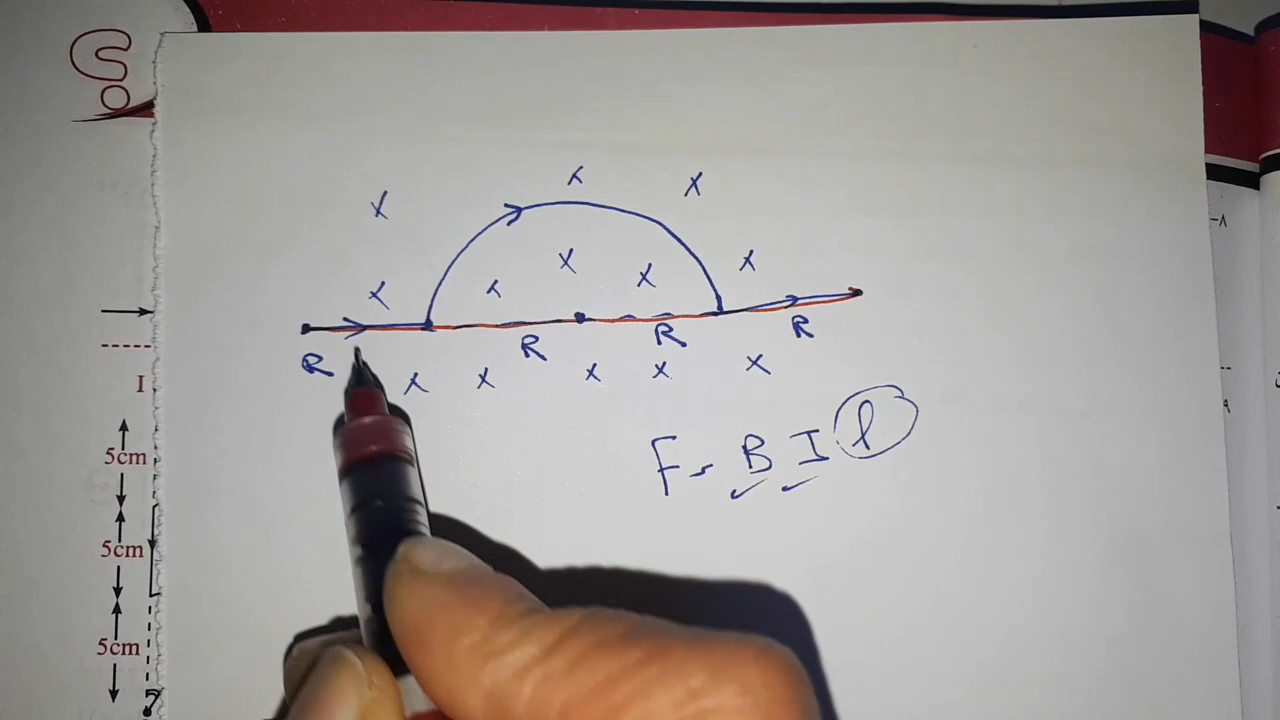 x x x
x x x x x
R R R R
x x x x x
F = B I l
I
5cm
5cm
5cm